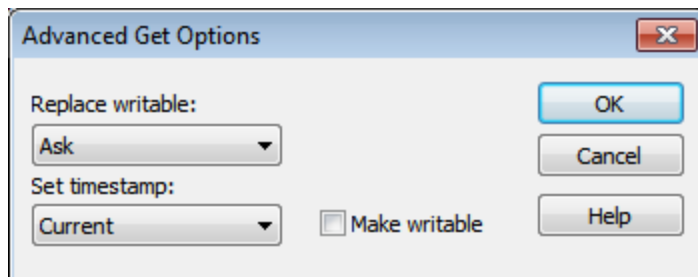 Advanced Get Options
Replace writable:
OK
Ask
Cancel
Set timestamp:
Current
Make writable
Help